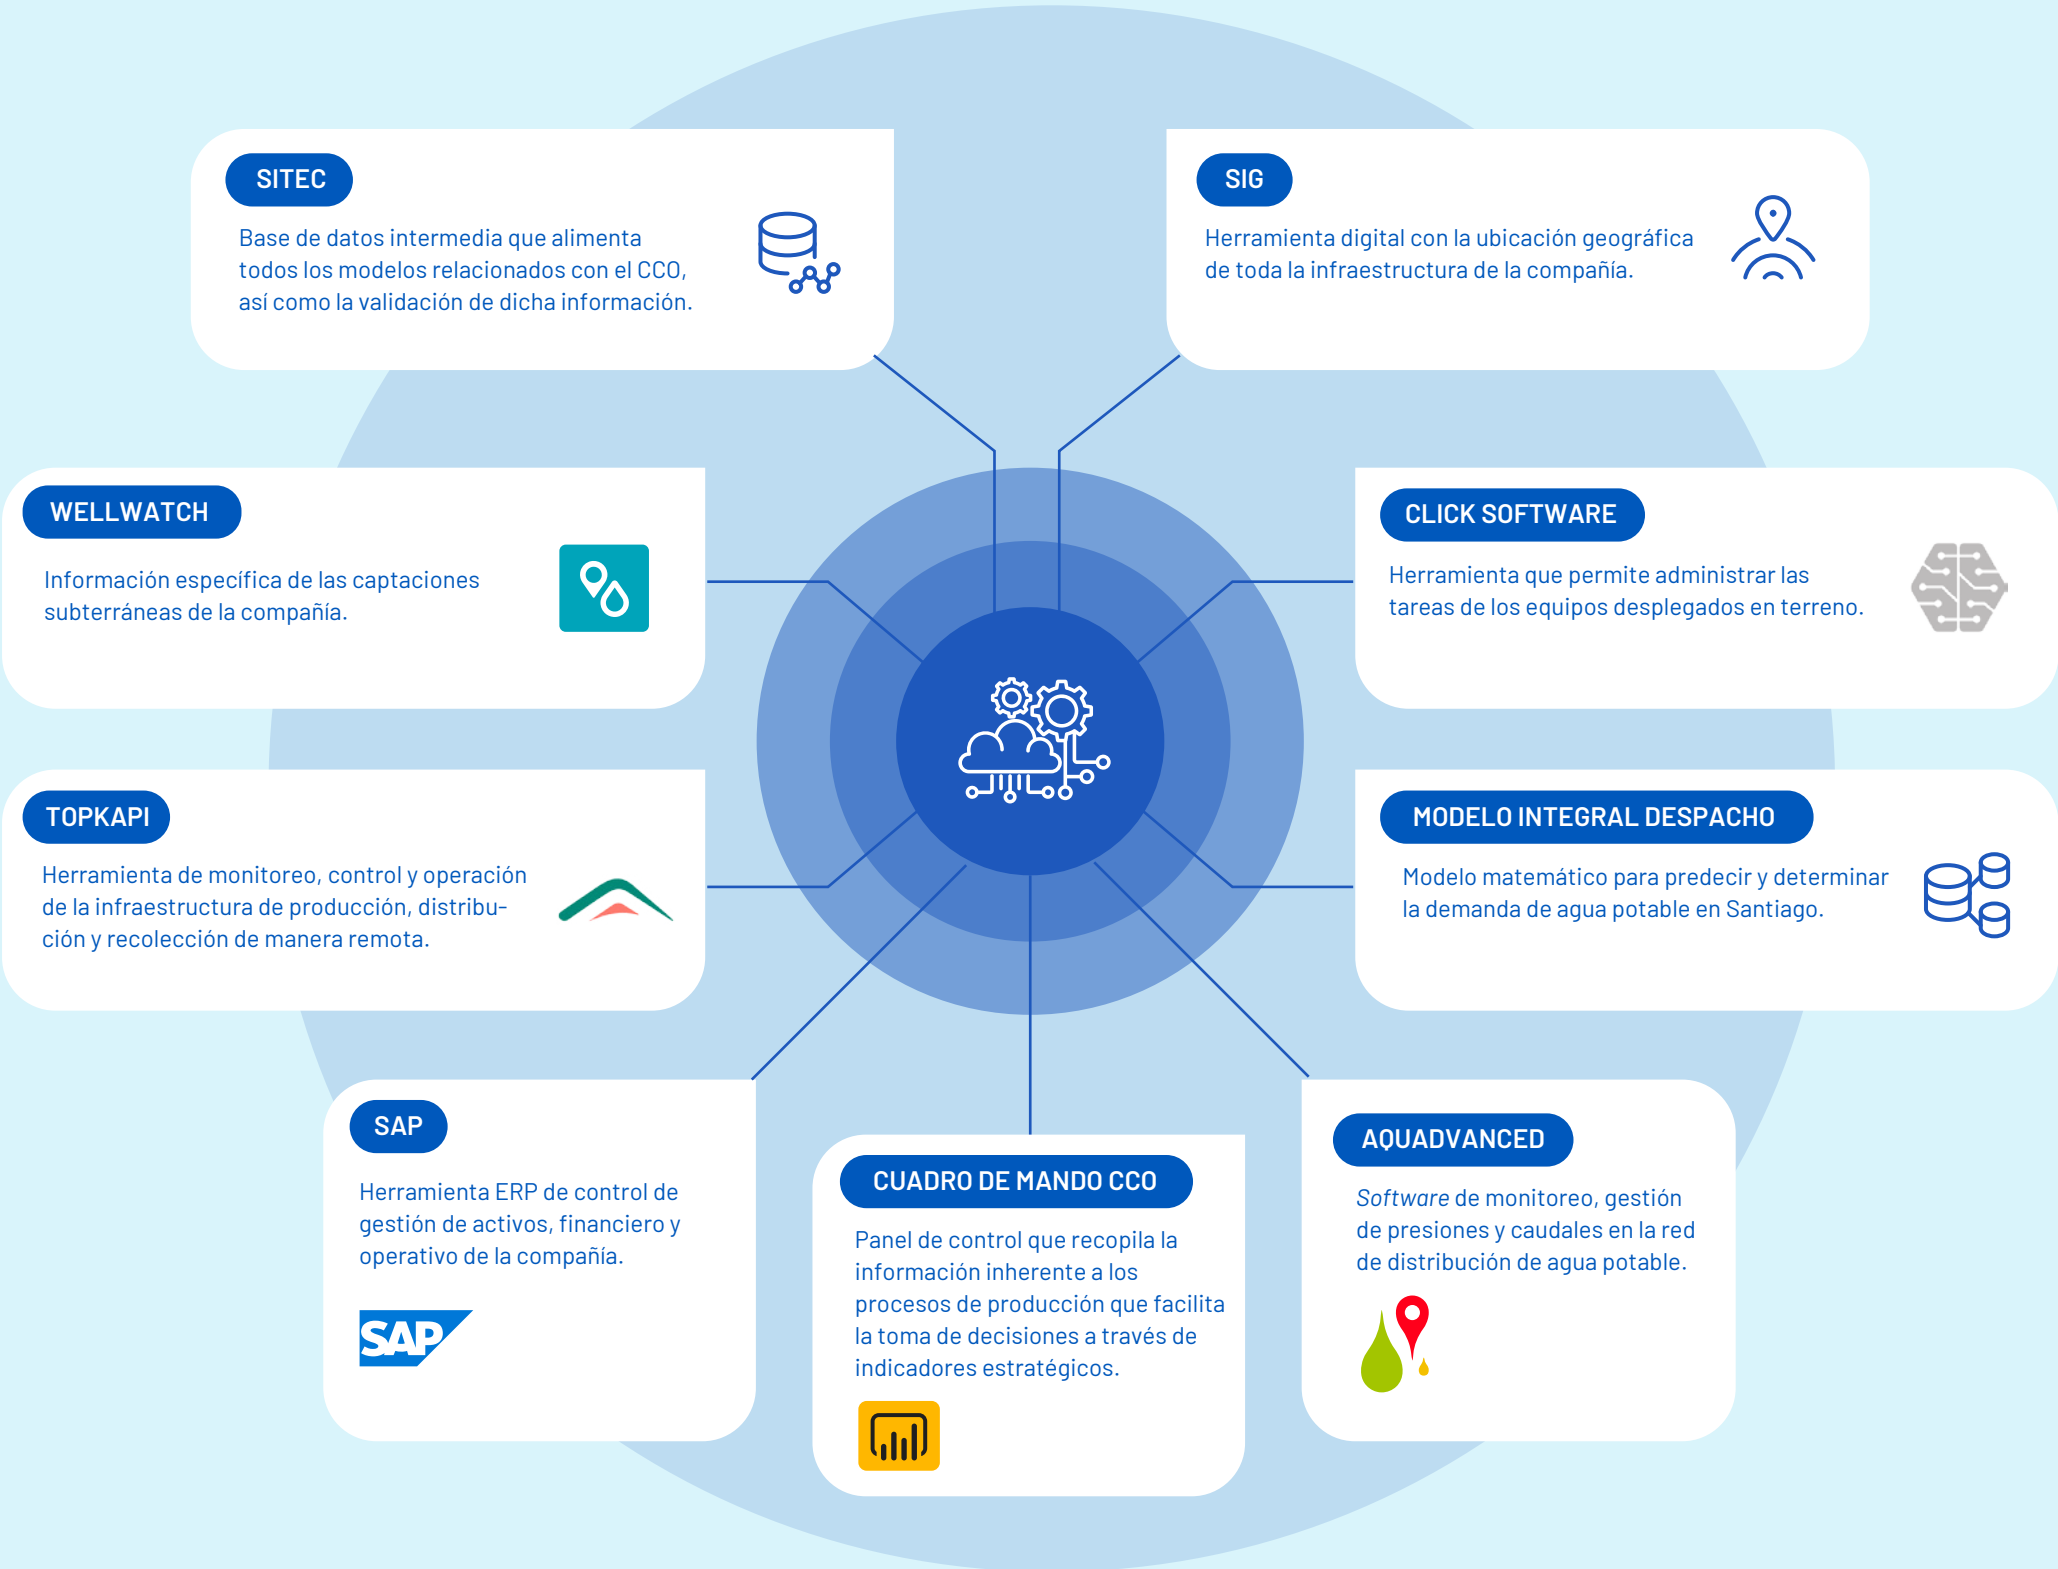 SITEC
Base de datos intermedia que alimenta
todos los modelos relacionados con el CCO,
así como la validación de dicha información.
SIG
Herramienta digital con la ubicación geográfica
de toda la infraestructura de la compañía.
WELLWATCH
Información específica de las captaciones
subterráneas de la compañía.
CLICK SOFTWARE
Herramienta que permite administrar las
tareas de los equipos desplegados en terreno.
TOPKAPI
Herramienta de monitoreo, control y operación
de la infraestructura de producción, distribu-
ción y recolección de manera remota.
MODELO INTEGRAL DESPACHO
Modelo matemático para predecir y determinar
la demanda de agua potable en Santiago.
SAP
Herramienta ERP de control de
gestión de activos, financiero y
operativo de la compañía.
SAP
CUADRO DE MANDO CCO
Panel de control que recopila la
información inherente a los
procesos de producción que facilita
la toma de decisiones a través de
indicadores estratégicos.
AQUADVANCED
Software de monitoreo, gestión
de presiones y caudales en la red
de distribución de agua potable.